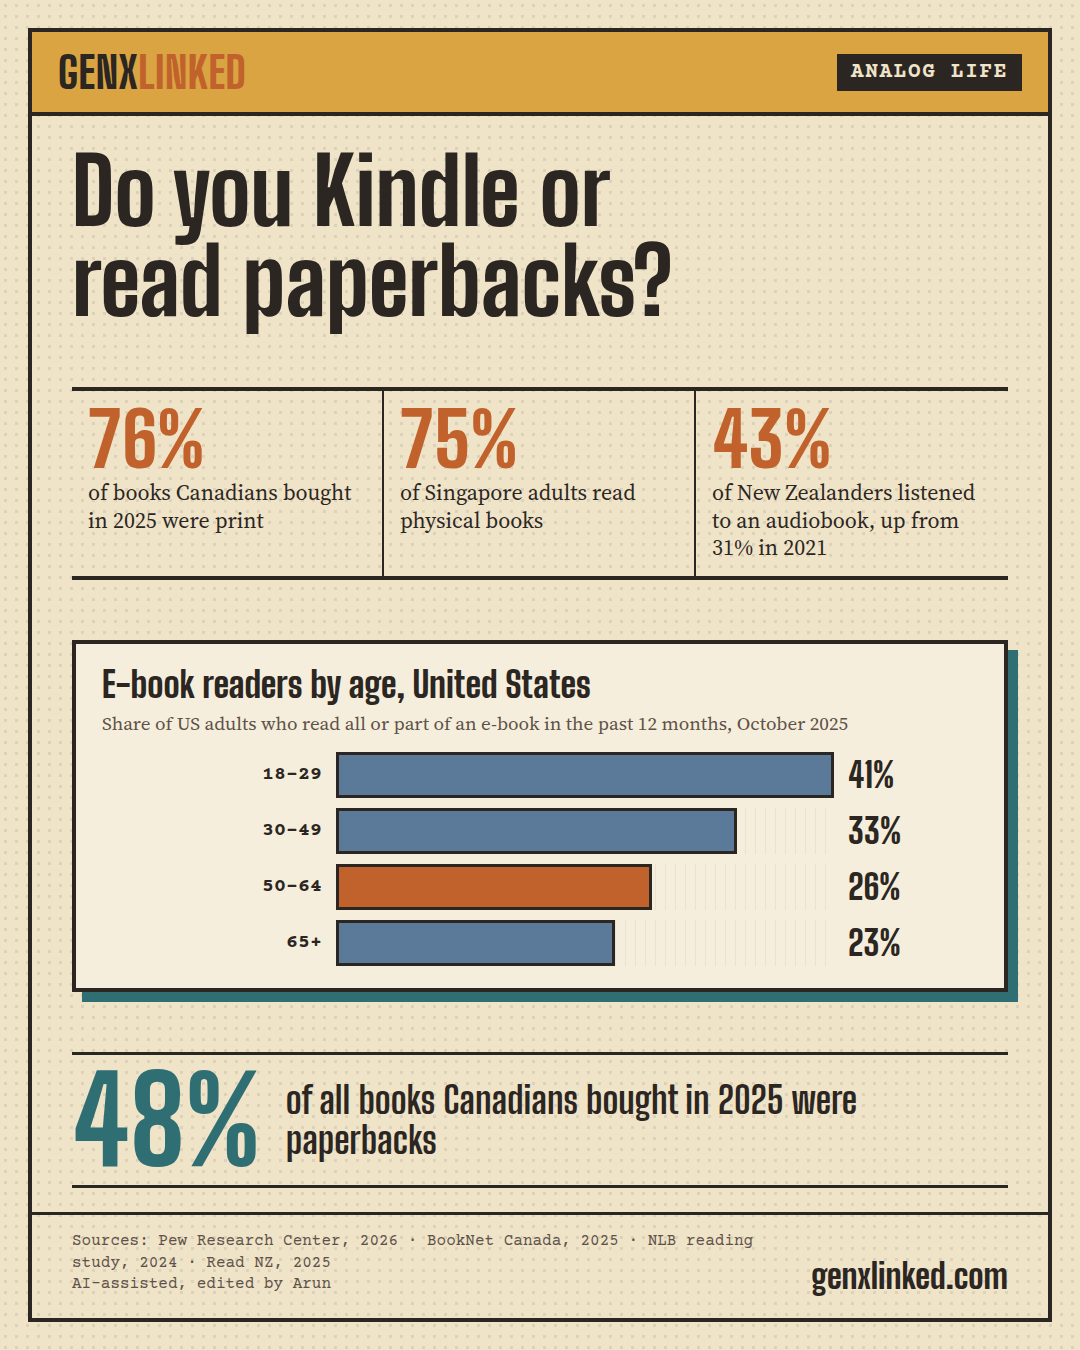 GENXLINKED
ANALOG LIFE
Do you Kindle or
read paperbacks?
76%
of books Canadians bought
in 2025 were print
75%
of Singapore adults read
physical books
43%
of New Zealanders listened
to an audiobook, up from
31% in 2021
E-book readers by age, United States
Share of US adults who read all or part of an e-book in the past 12 months, October 2025
18–29 41%
30–49 33%
50–64 26%
65+ 23%
48%
of all books Canadians bought in 2025 were
paperbacks
Sources: Pew Research Center, 2026 · BookNet Canada, 2025 · NLB reading
study, 2024 · Read NZ, 2025
AI-assisted, edited by Arun
genxlinked.com